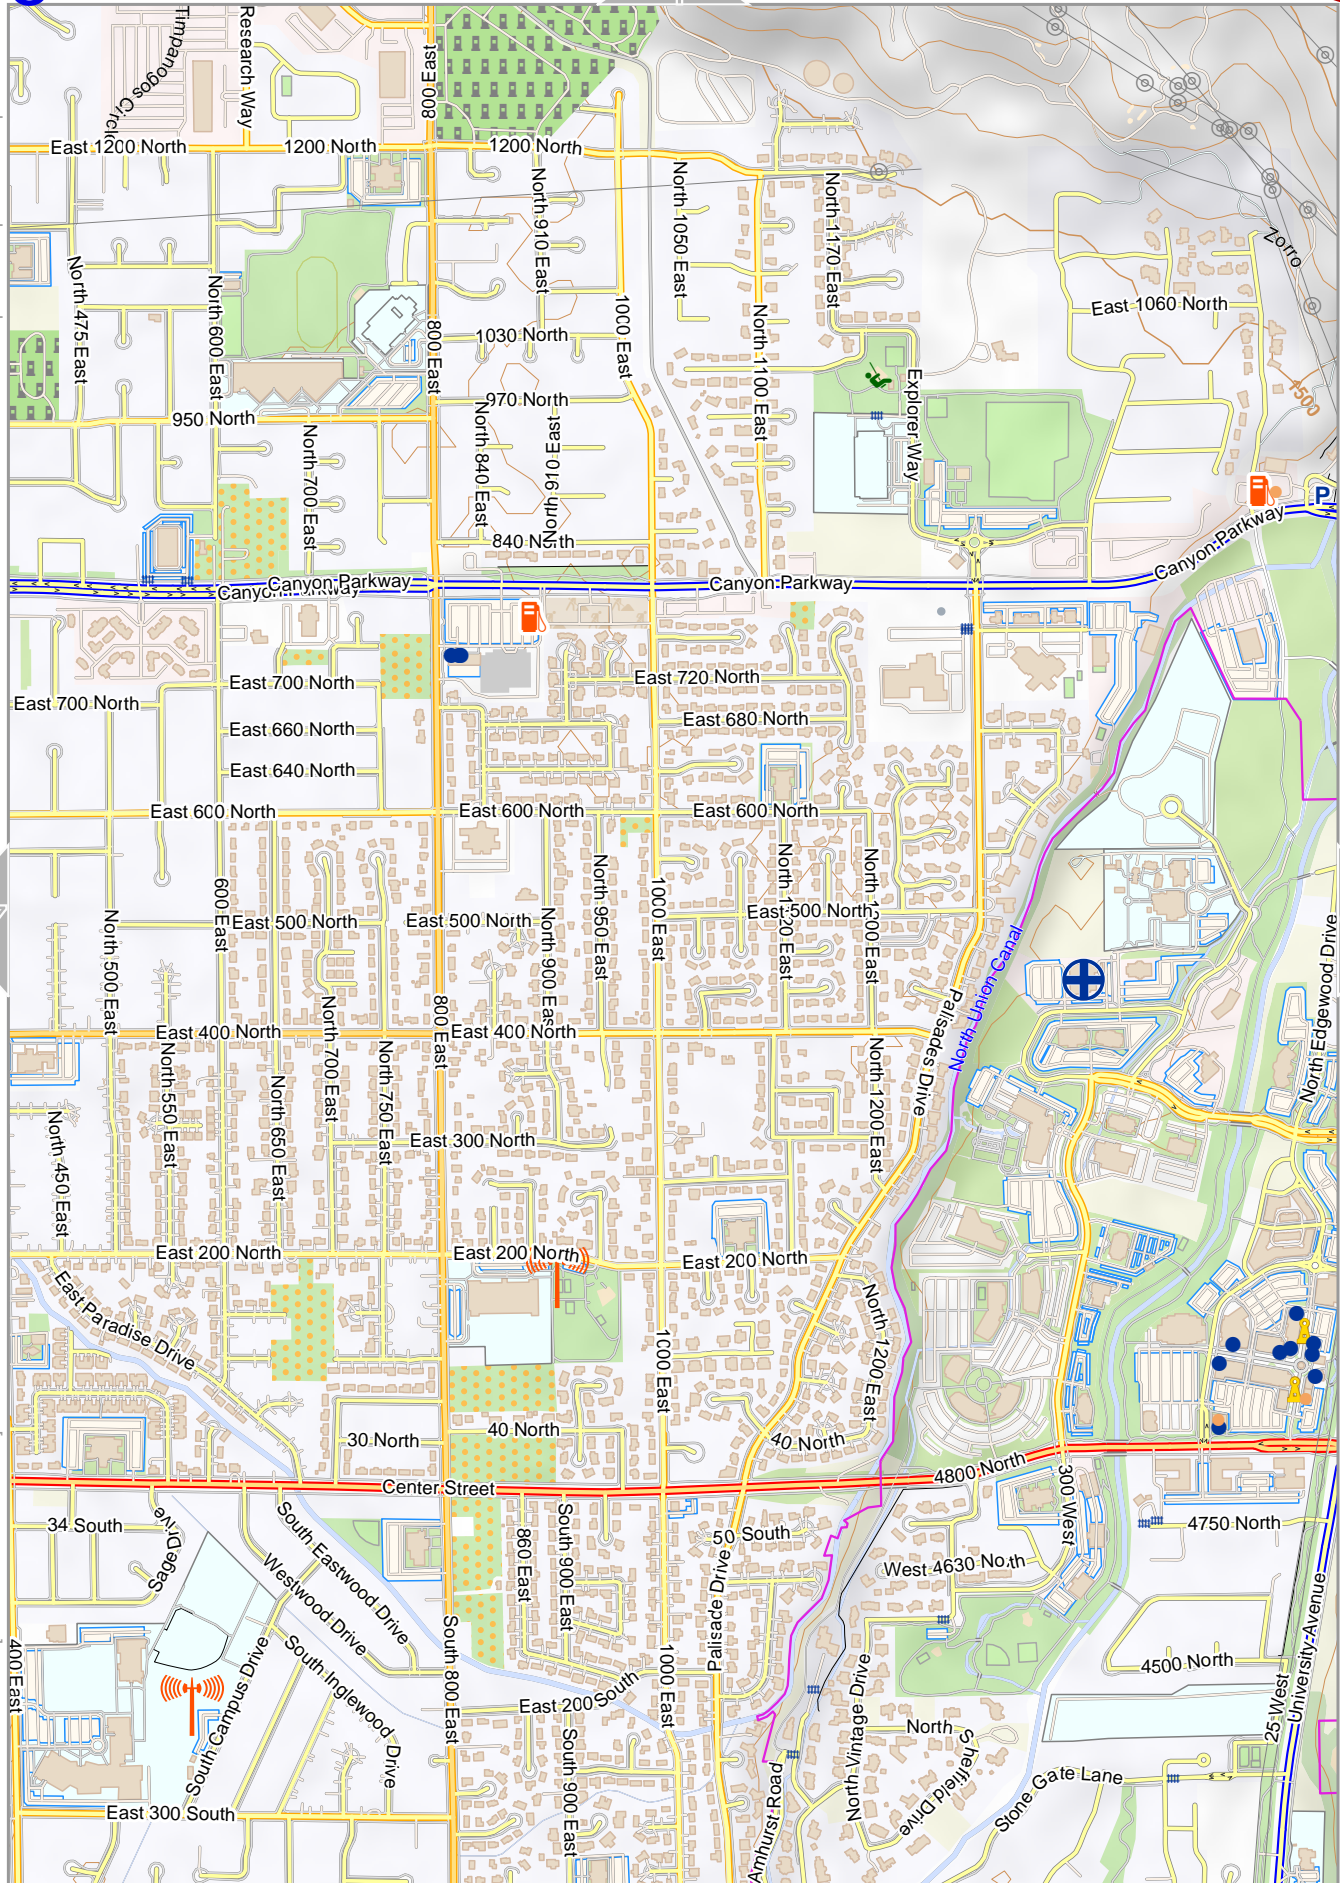 Timpanogos Circle
Research Way
800 East
East 1200 North
1200 North
1200 North
North 910 East
North 1050 East
North 1170 East
Zorro
North 475 East
North 600 East
East 1060 North
1000 East
800 East
1030 North
North 1100 East
Explorer Way
1500
970 North
950 North
North 700 East
North 840 East
North 910 East
P
840 North
Canyon Parkway
Canyon Parkway
Canyon Parkway
Canyon Parkway
East 700 North
East 720 North
East 700 North
East 680 North
East 660 North
East 640 North
East 600 North
East 600 North
East 600 North
600 East
North 950 East
1000 East
North 1120 East
North 1200 East
East 500 North
East 500 North
East 500 North
North 500 East
North 900 East
North Union Canal
North Edgewood Drive
Palisades Drive
800 East
East 400 North
East 400 North
North 700 East
North 550 East
North 650 East
North 750 East
North 1200 East
North 450 East
East 300 North
East 200 North
East 200 North
East 200 North
East Paradise Drive
North 1200 East
1000 East
30 North
40 North
40 North
4800 North
300 West
Center Street
34 South
Sage Drive
South Eastwood Drive
860 East
South 900 East
50 South
4750 North
Westwood Drive
West 4630 North
Palisade Drive
University Avenue
400 East
South Campus Drive
South Inglewood Drive
South 800 East
1000 East
4500 North
East 200 South
25 West
North Vintage Drive
North Sheffield Drive
South 900 East
Stone Gate Lane
East 300 South
Amhurst Road